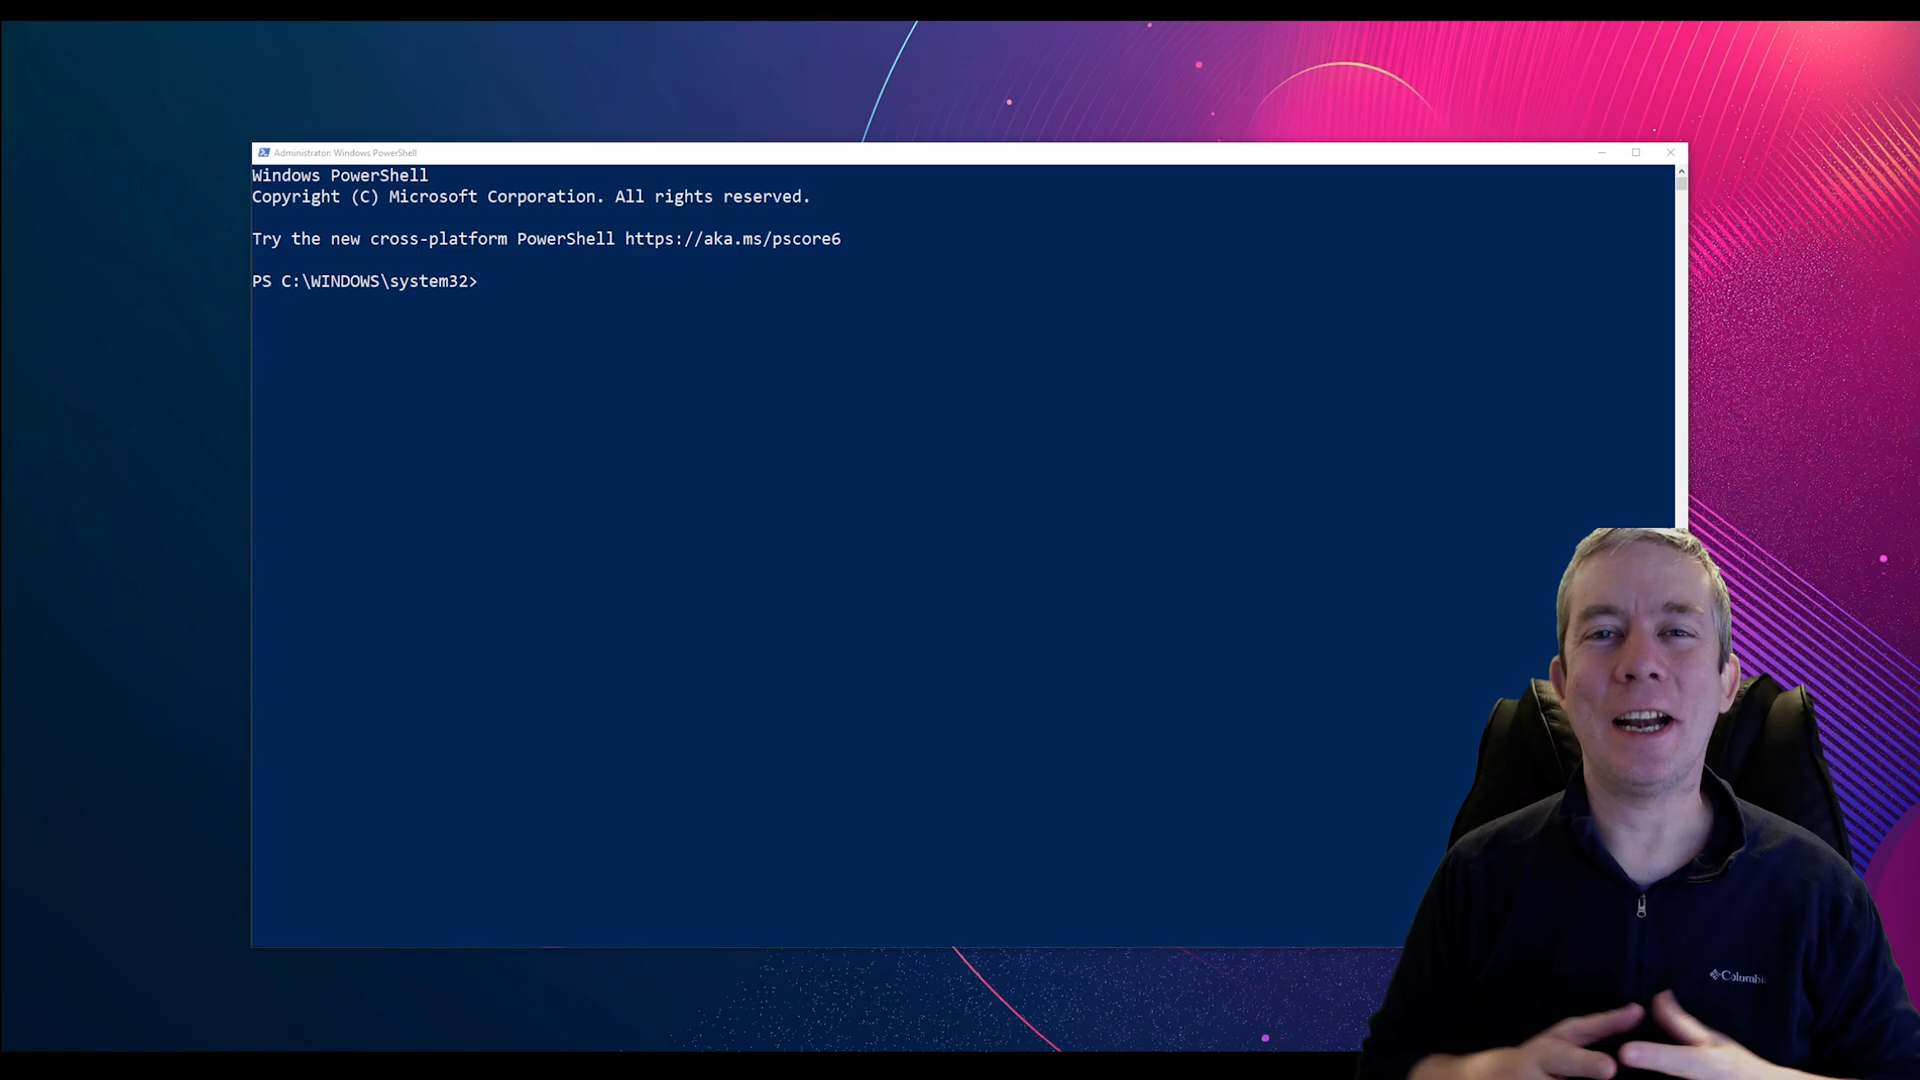 Administrator: Windows PowerShell
Windows PowerShell
Copyright (C) Microsoft Corporation. All rights reserved.
Try the new cross-platform PowerShell https://aka.ms/pscore6
PS C:\WINDOWS\system32>
Columbia